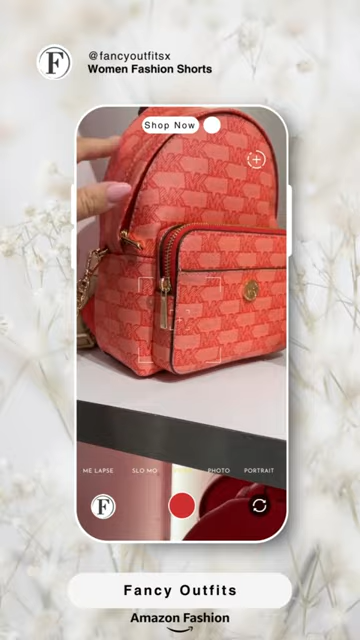 @fancyoutfitsx
Women Fashion Shorts
F
Shop Now
ME LAPSE SLO MO PHOTO PORTRAIT
F
Fancy Outfits
Amazon Fashion